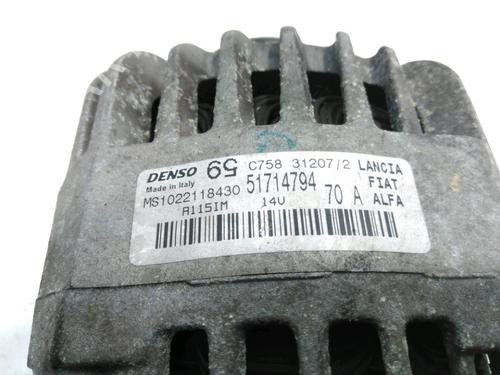 DENSO 59 C758 31207/2 LANCIA
Made in Italy 51714794 FIAT
MS1022118430 70 A ALFA
A115IM 14V